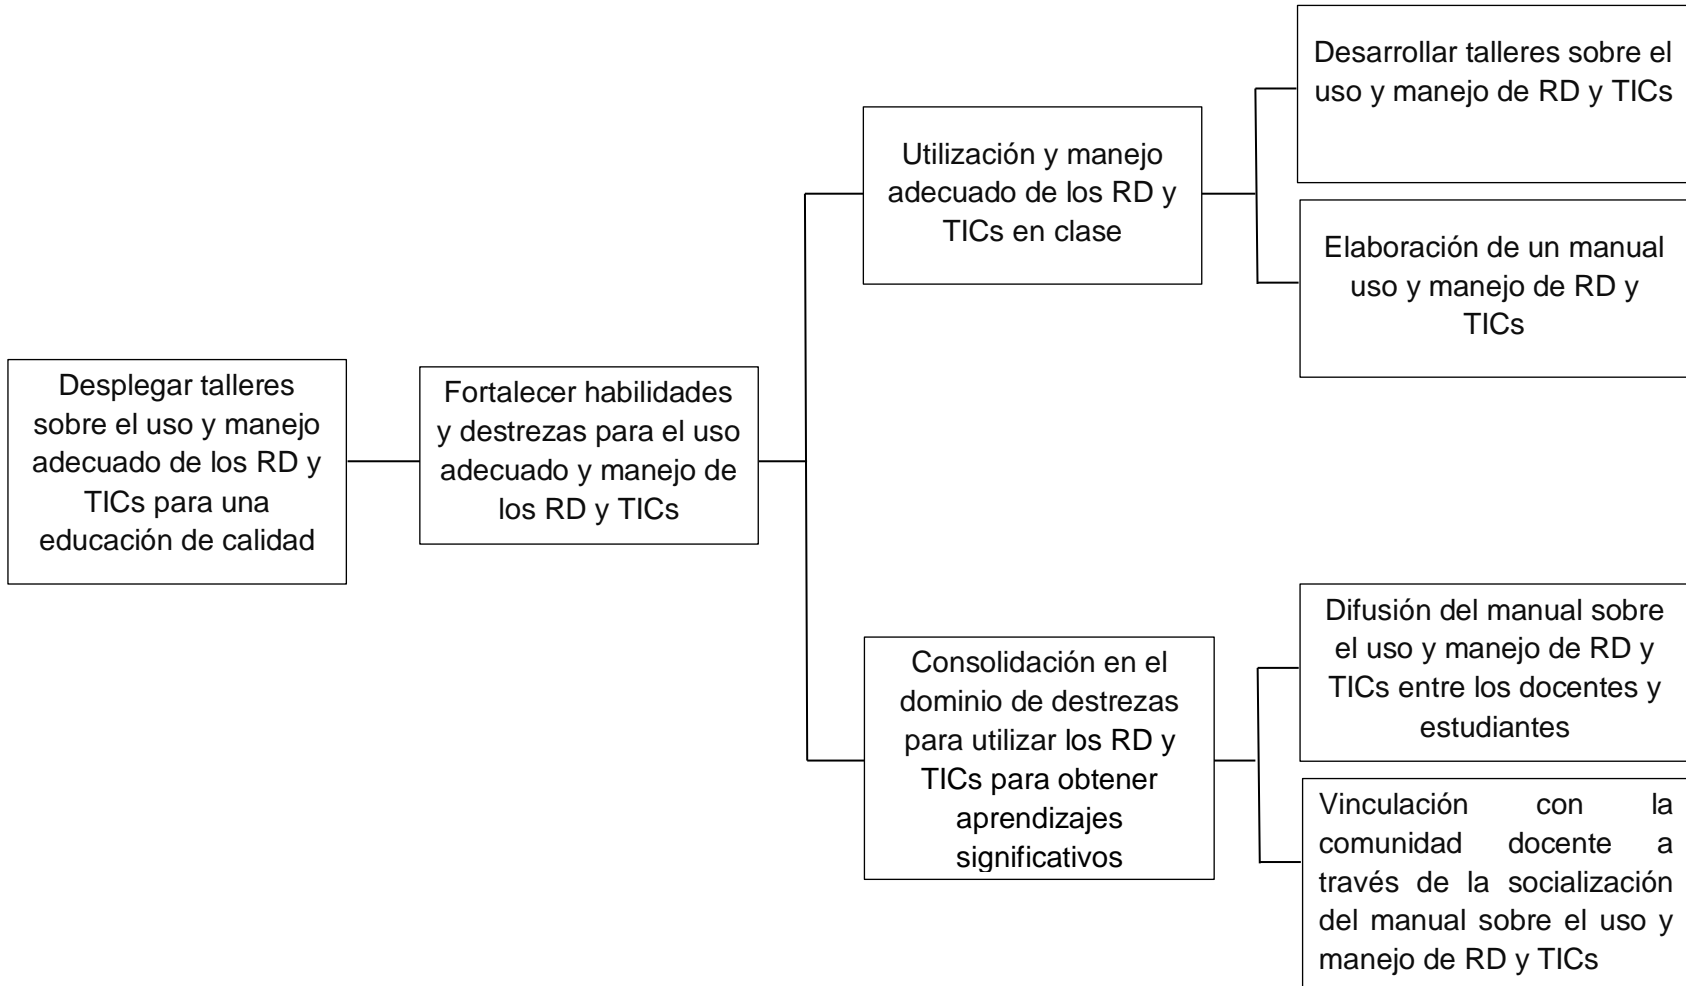 Desplegar talleres
sobre el uso y manejo
adecuado de los RD y
TICs para una
educación de calidad
Fortalecer habilidades
y destrezas para el uso
adecuado y manejo de
los RD y TICs
Utilización y manejo
adecuado de los RD y
TICs en clase
Desarrollar talleres sobre el
uso y manejo de RD y TICs
Elaboración de un manual
uso y manejo de RD y
TICs
Consolidación en el
dominio de destrezas
para utilizar los RD y
TICs para obtener
aprendizajes
significativos
Difusión del manual sobre
el uso y manejo de RD y
TICs entre los docentes y
estudiantes
Vinculación con la
comunidad docente a
través de la socialización
del manual sobre el uso y
manejo de RD y TICs